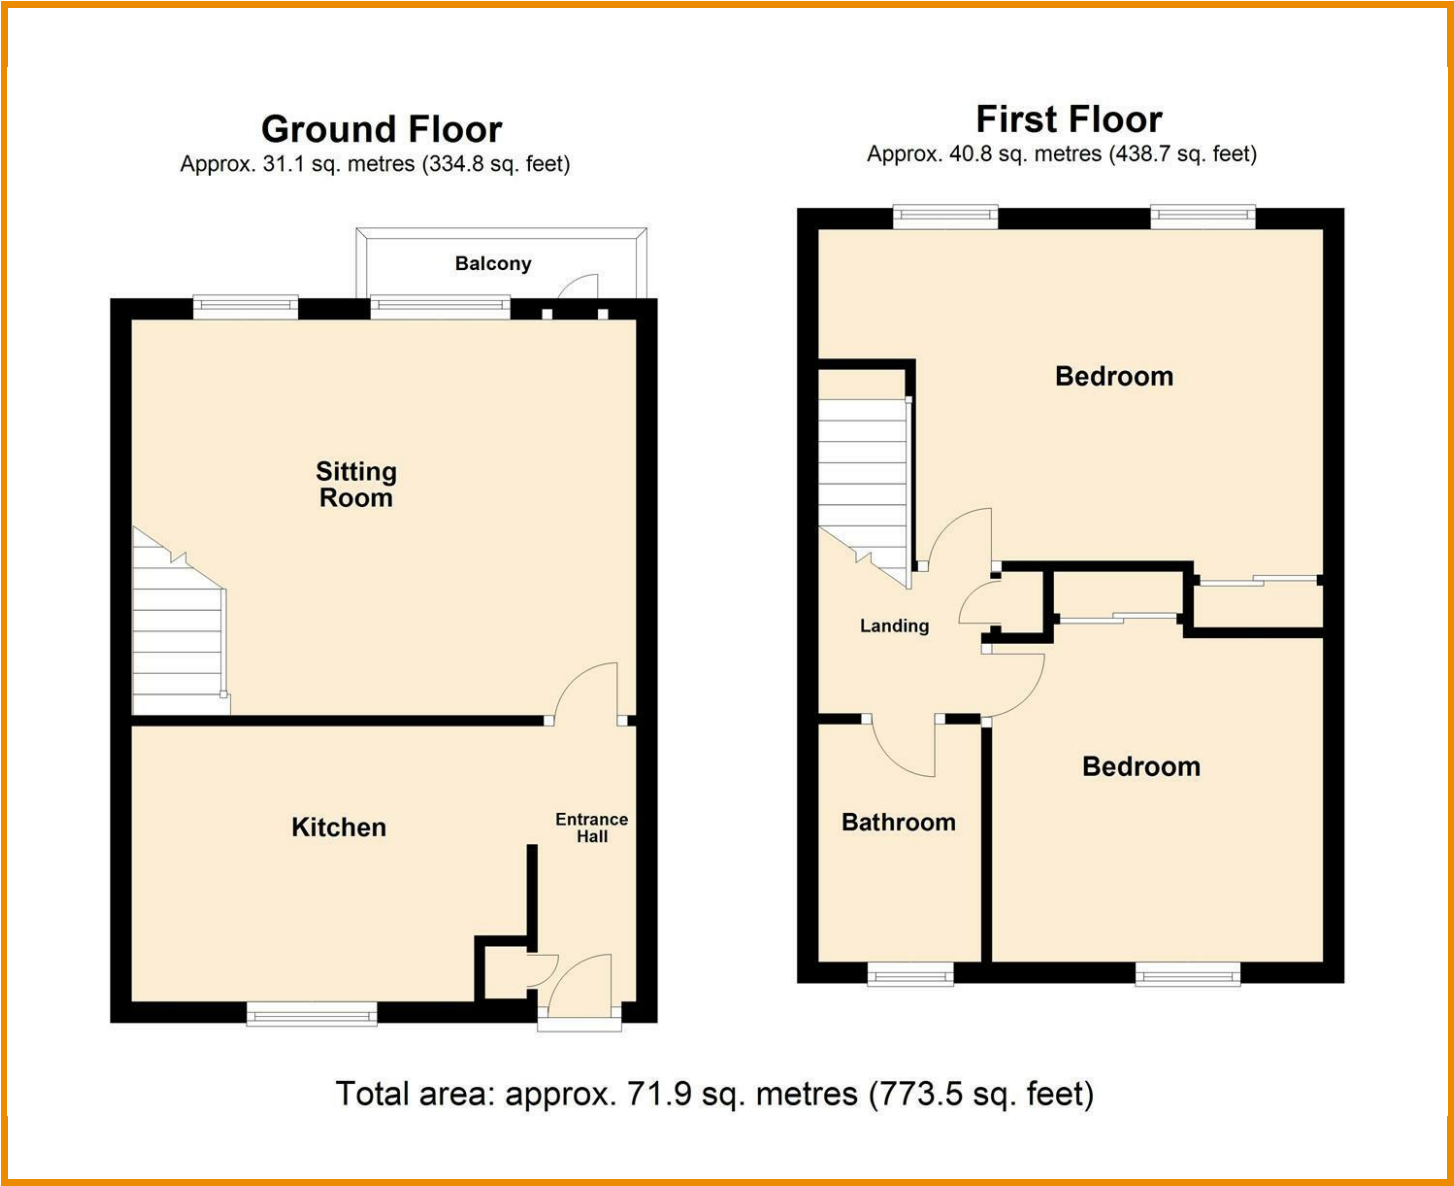 Ground Floor
Approx. 31.1 sq. metres (334.8 sq. feet)
Balcony
Sitting
Room
Kitchen
Entrance
Hall
First Floor
Approx. 40.8 sq. metres (438.7 sq. feet)
Bedroom
Landing
Bedroom
Bathroom
Total area: approx. 71.9 sq. metres (773.5 sq. feet)